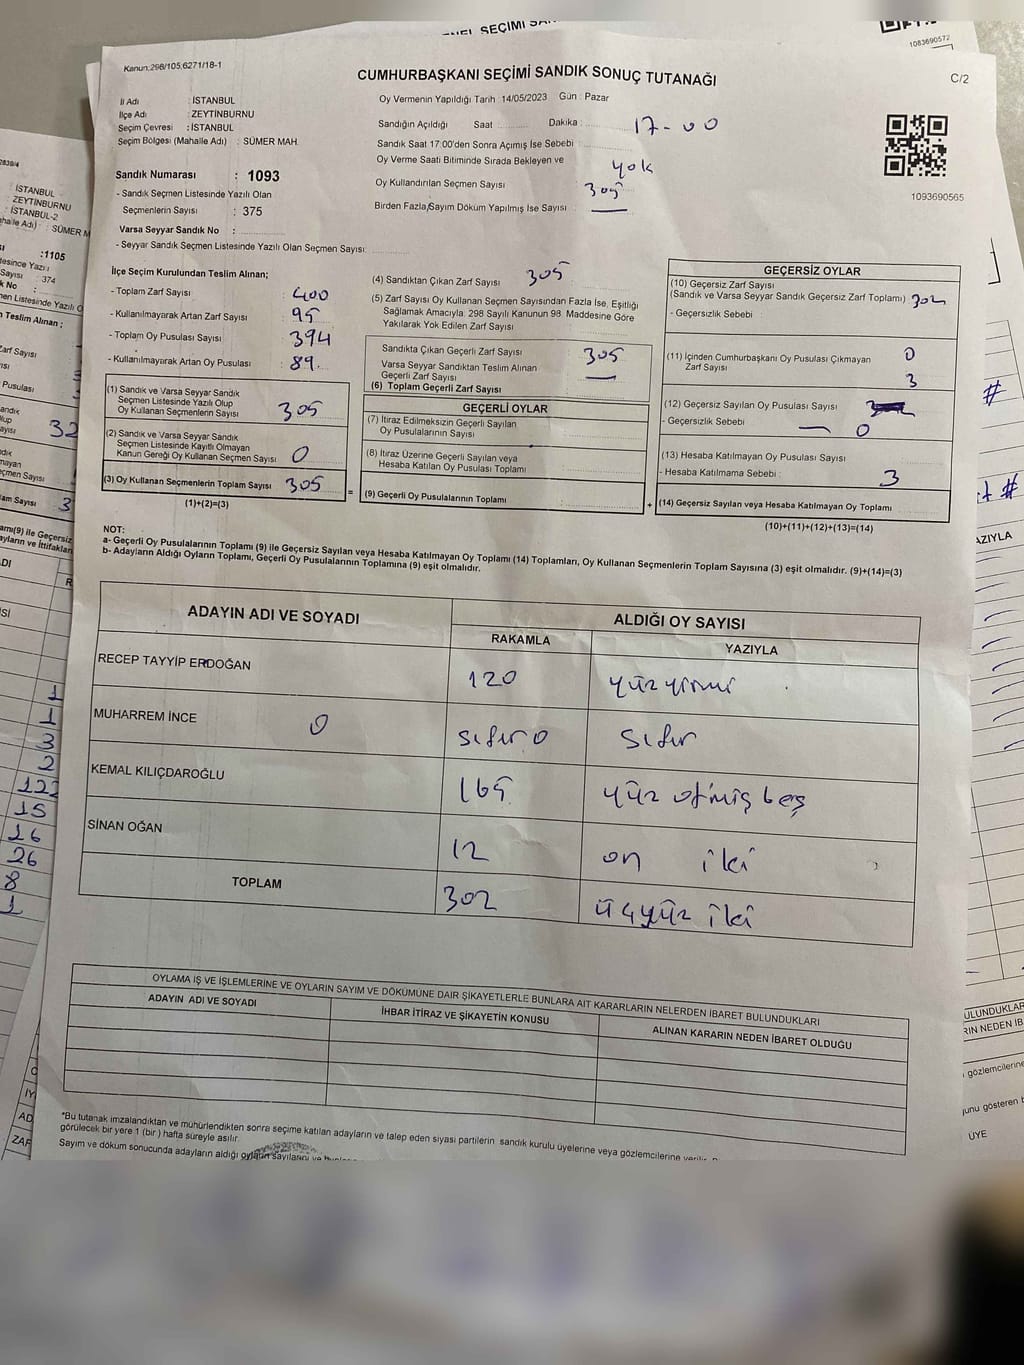 1083690572
Kanun:298/105,6271/18-1
CUMHURBAŞKANI SEÇİMİ SANDIK SONUÇ TUTANAĞI
C/2
İl Adı : İSTANBUL
İlçe Adı : ZEYTİNBURNU
Seçim Çevresi : İSTANBUL
Seçim Bölgesi (Mahalle Adı) : SÜMER MAH.
Oy Vermenin Yapıldığı Tarih : 14/05/2023 Gün : Pazar
Sandığın Açıldığı Saat Dakika : 17-00
Sandık Saat 17:00'den Sonra Açımış İse Sebebi :
Oy Verme Saati Bitiminde Sırada Bekleyen ve yok
Oy Kullandırılan Seçmen Sayısı 305
Birden Fazla Sayım Döküm Yapılmış İse Sayısı : —
1093690565
Sandık Numarası : 1093
- Sandık Seçmen Listesinde Yazılı Olan
Seçmenlerin Sayısı : 375
Varsa Seyyar Sandık No :
- Seyyar Sandık Seçmen Listesinde Yazılı Olan Seçmen Sayısı:
İlçe Seçim Kurulundan Teslim Alınan;
- Toplam Zarf Sayısı : 400
- Kullanılmayarak Artan Zarf Sayısı : 95
- Toplam Oy Pusulası Sayısı : 394
- Kullanılmayarak Artan Oy Pusulası : 89
(1) Sandık ve Varsa Seyyar Sandık
Seçmen Listesinde Yazılı Olup
Oy Kullanan Seçmenlerin Sayısı 305
(2) Sandık ve Varsa Seyyar Sandık
Seçmen Listesinde Kayıtlı Olmayan
Kanun Gereği Oy Kullanan Seçmen Sayısı 0
(3) Oy Kullanan Seçmenlerin Toplam Sayısı 305
(1)+(2)=(3)
(4) Sandıktan Çıkan Zarf Sayısı 305
(5) Zarf Sayısı Oy Kullanan Seçmen Sayısından Fazla İse, Eşitliği
Sağlamak Amacıyla; 298 Sayılı Kanunun 98. Maddesine Göre
Yakılarak Yok Edilen Zarf Sayısı
Sandıkta Çıkan Geçerli Zarf Sayısı : 305
Varsa Seyyar Sandıktan Teslim Alınan
Geçerli Zarf Sayısı : —
(6) Toplam Geçerli Zarf Sayısı
GEÇERLİ OYLAR
(7) İtiraz Edilmeksizin Geçerli Sayılan
Oy Pusulalarının Sayısı
(8) İtiraz Üzerine Geçerli Sayılan veya
Hesaba Katılan Oy Pusulası Toplamı
(9) Geçerli Oy Pusulalarının Toplamı
GEÇERSİZ OYLAR
(10) Geçersiz Zarf Sayısı
(Sandık ve Varsa Seyyar Sandık Geçersiz Zarf Toplamı) 302
- Geçersizlik Sebebi :
(11) İçinden Cumhurbaşkanı Oy Pusulası Çıkmayan 0
Zarf Sayısı 3
(12) Geçersiz Sayılan Oy Pusulası Sayısı
- Geçersizlik Sebebi — 0
(13) Hesaba Katılmayan Oy Pusulası Sayısı
- Hesaba Katılmama Sebebi : 3
(14) Geçersiz Sayılan veya Hesaba Katılmayan Oy Toplamı
(10)+(11)+(12)+(13)=(14)
NOT:
a- Geçerli Oy Pusulalarının Toplamı (9) ile Geçersiz Sayılan veya Hesaba Katılmayan Oy Toplamı (14) Toplamları, Oy Kullanan Seçmenlerin Toplam Sayısına (3) eşit olmalıdır. (9)+(14)=(3)
b- Adayların Aldığı Oyların Toplamı, Geçerli Oy Pusulalarının Toplamına (9) eşit olmalıdır.
ADAYIN ADI VE SOYADI
ALDIĞI OY SAYISI
RAKAMLA YAZIYLA
RECEP TAYYİP ERDOĞAN 120 yüz yirmi
MUHARREM İNCE 0 sıfır 0 sıfır
KEMAL KILIÇDAROĞLU 165 yüz atmiş beş
SİNAN OĞAN 12 on iki
TOPLAM 302 üçyüz iki
OYLAMA İŞ VE İŞLEMLERİNE VE OYLARIN SAYIM VE DÖKÜMÜNE DAİR ŞİKAYETLERLE BUNLARA AİT KARARLARIN NELERDEN İBARET BULUNDUKLARI
ADAYIN ADI VE SOYADI İHBAR İTİRAZ VE ŞİKAYETİN KONUSU ALINAN KARARIN NEDEN İBARET OLDUĞU
*Bu tutanak imzalandıktan ve mühürlendikten sonra seçime katılan adayların ve talep eden siyasi partilerin sandık kurulu üyelerine veya gözlemcilerine verilir.
görülecek bir yere 1 (bir) hafta süreyle asılır.
Sayım ve döküm sonucunda adayların aldığı oyların sayılarını ve